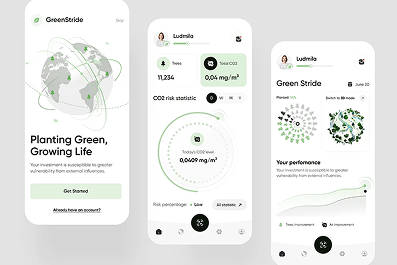 GreenStride
Skip
Planting Green,
Growing Life
Your investment is susceptible to greater
vulnerability from external influences.
Get Started
Already have an account?
Ludmila
Trees
11,234
Total CO2
0,04 mg/m³
CO2 risk statistic
D
W
M
Y
Today's CO2 level
0,0409 mg/m³
Risk percentage:
Low
All statistic
Ludmila
Green Stride
June 20
Planted
Switch to 3D mode
Your perfomance
Your investment is susceptible to greater
vulnerability from external influences.
Trees improvement
Air improvement